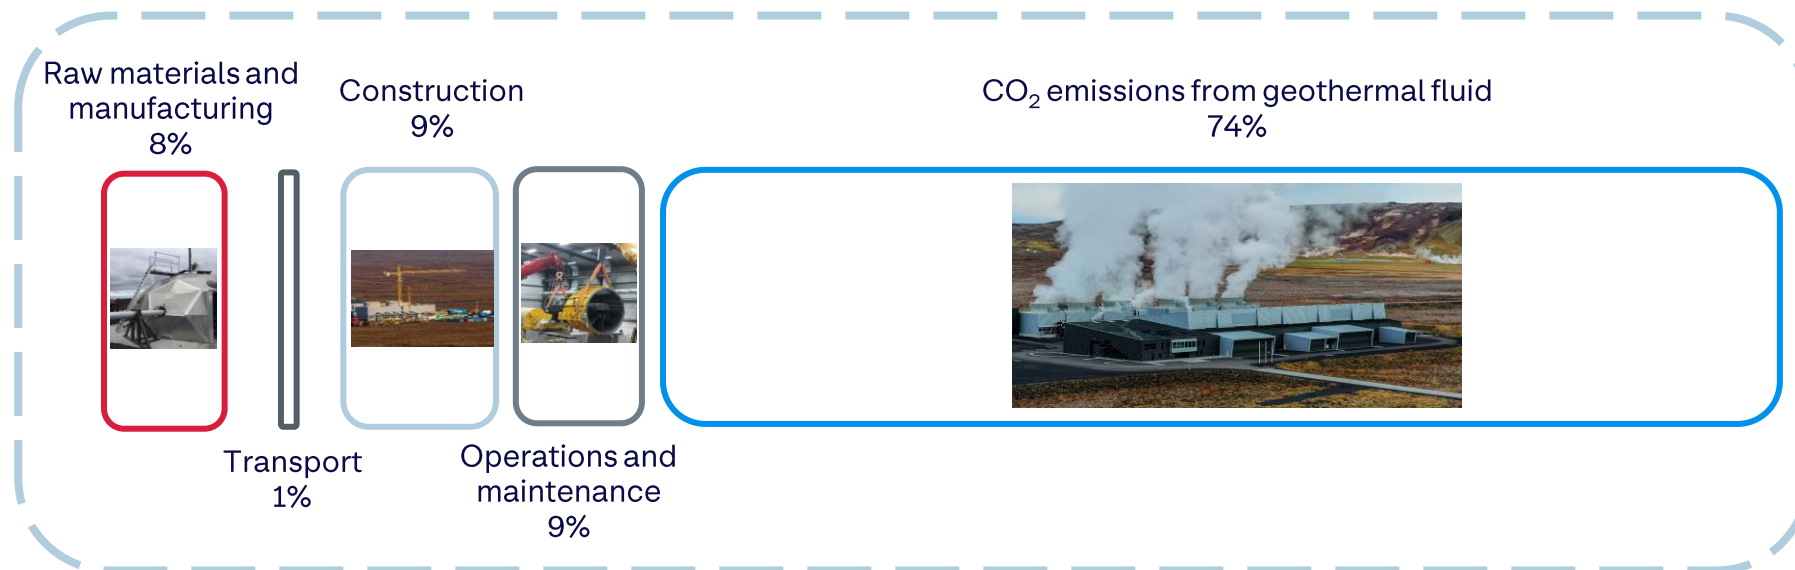 Raw materials and
manufacturing
8%
Transport
1%
Construction
9%
Operations and
maintenance
9%
CO₂ emissions from geothermal fluid
74%